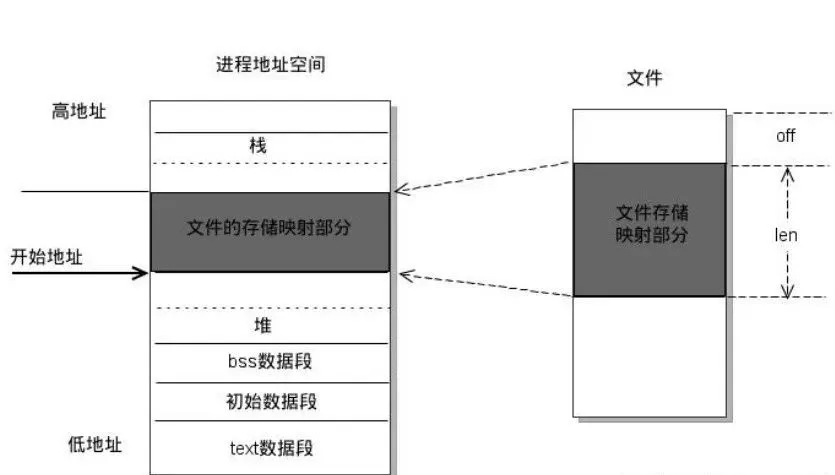 进程地址空间
文件
高地址
off
栈
文件的存储映射部分
文件存储
映射部分
len
开始地址
堆
bss数据段
初始数据段
低地址
text数据段